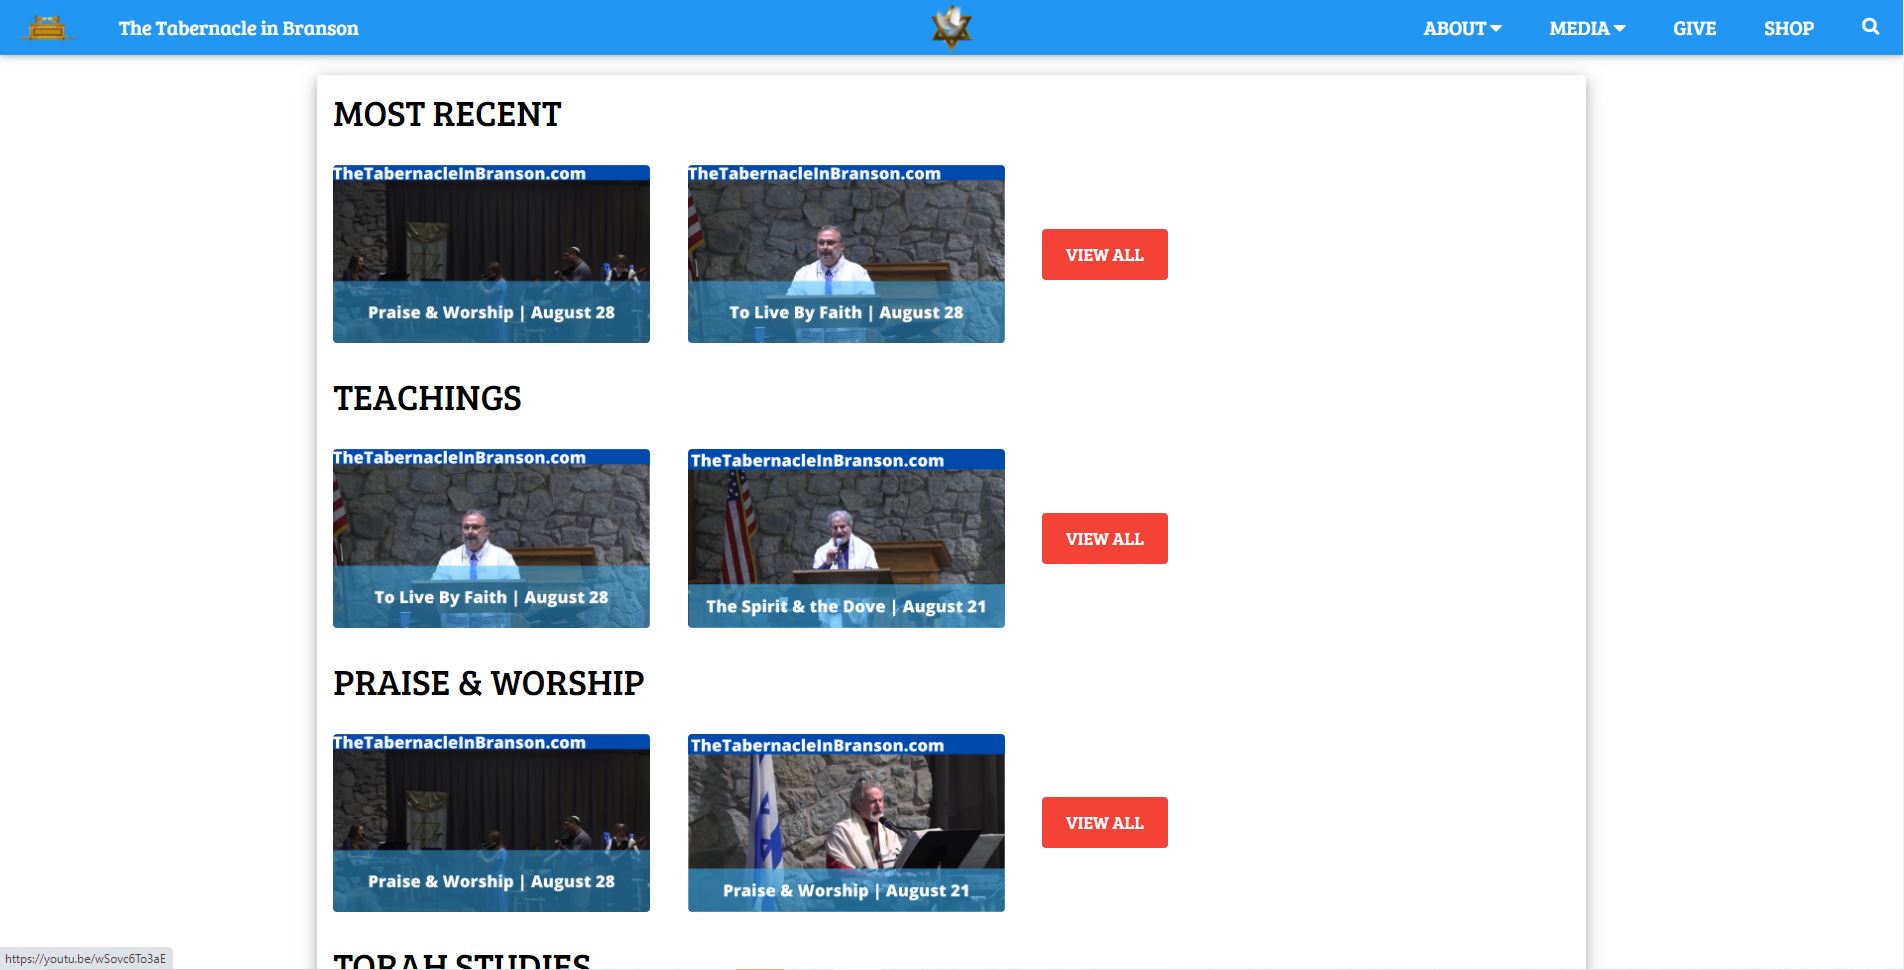 The Tabernacle in Branson
ABOUT MEDIA GIVE SHOP
MOST RECENT
TheTabernacleInBranson.com
Praise & Worship | August 28
TheTabernacleInBranson.com
To Live By Faith | August 28
VIEW ALL
TEACHINGS
TheTabernacleInBranson.com
To Live By Faith | August 28
TheTabernacleInBranson.com
The Spirit & the Dove | August 21
VIEW ALL
PRAISE & WORSHIP
TheTabernacleInBranson.com
Praise & Worship | August 28
TheTabernacleInBranson.com
Praise & Worship | August 21
VIEW ALL
TORAH STUDIES
https://youtu.be/wSovc6To3aE